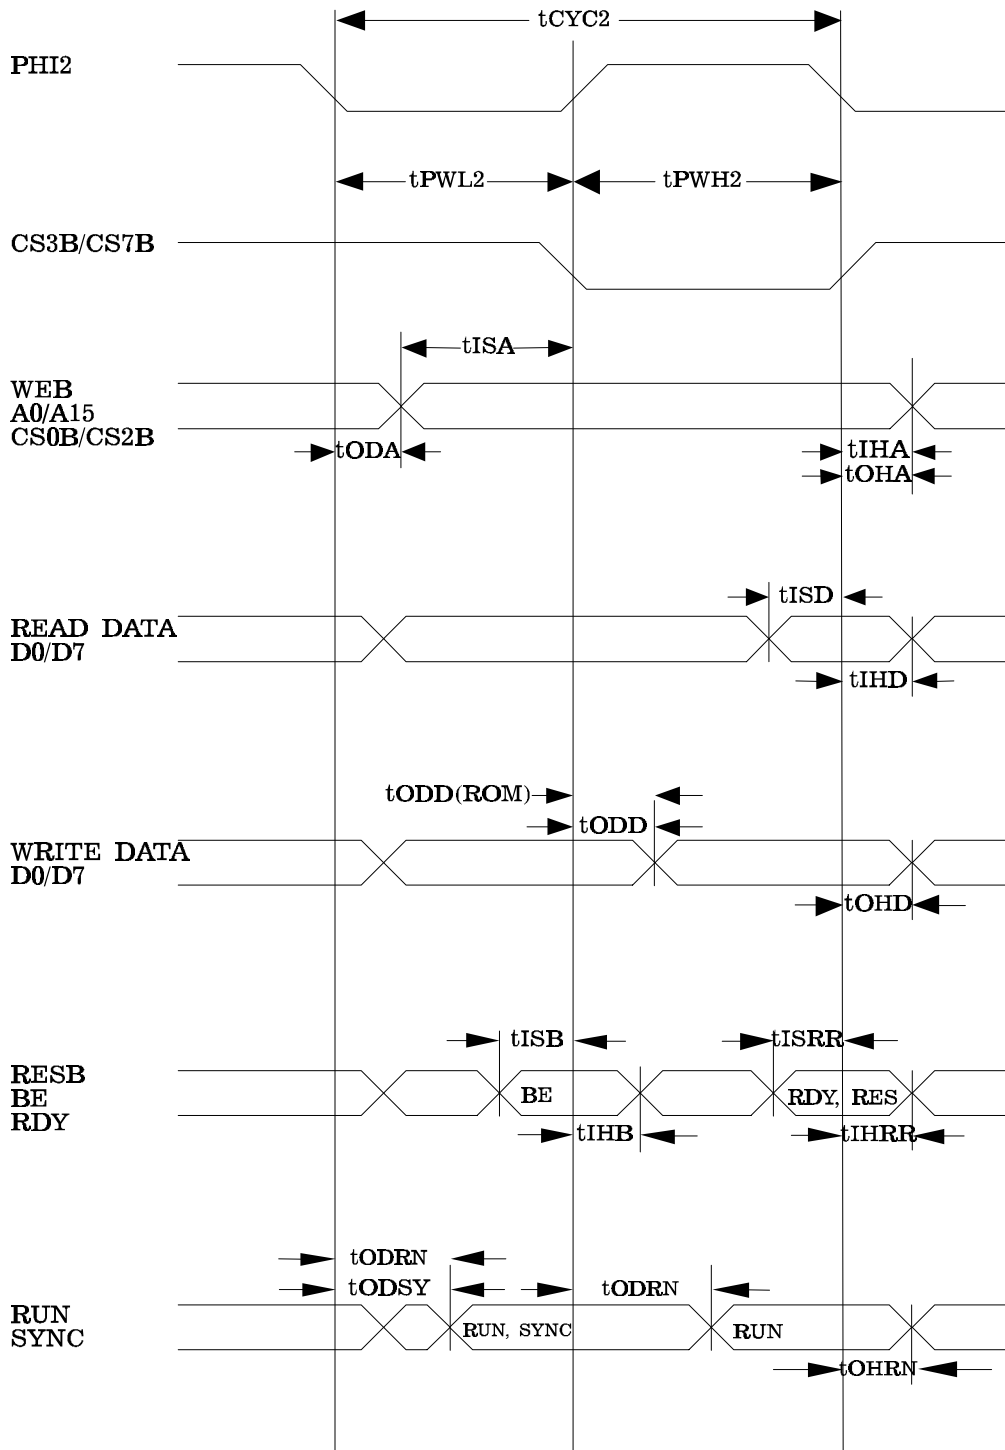 tCYC2
PHI2
tPWL2
tPWH2
CS3B/CS7B
tISA
WEB
A0/A15
CS0B/CS2B
tODA
tIHA
tOHA
tISD
READ DATA
D0/D7
tIHD
tODD(ROM)
tODD
WRITE DATA
D0/D7
tOHD
tISB
tISRR
RESB
BE
RDY
BE
RDY, RES
tIHB
tIHRR
tODRN
tODSY
tODRN
RUN
SYNC
RUN, SYNC
RUN
tOHRN